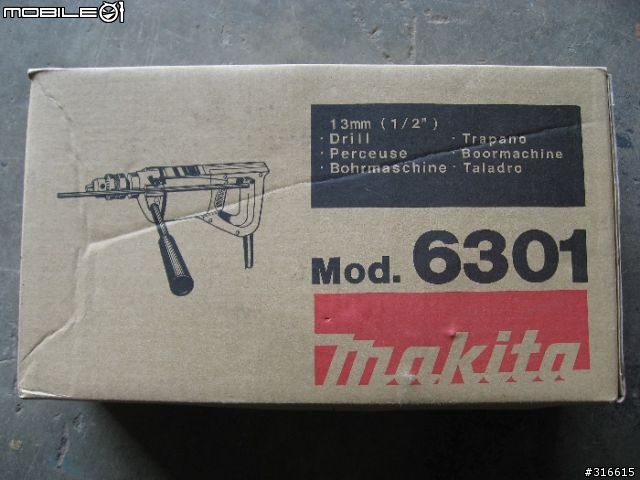 MOBILE01
13mm (1/2")
· Drill · Trapano
· Perceuse · Boormachine
· Bohrmaschine · Taladro
Mod. 6301
makita
#316615